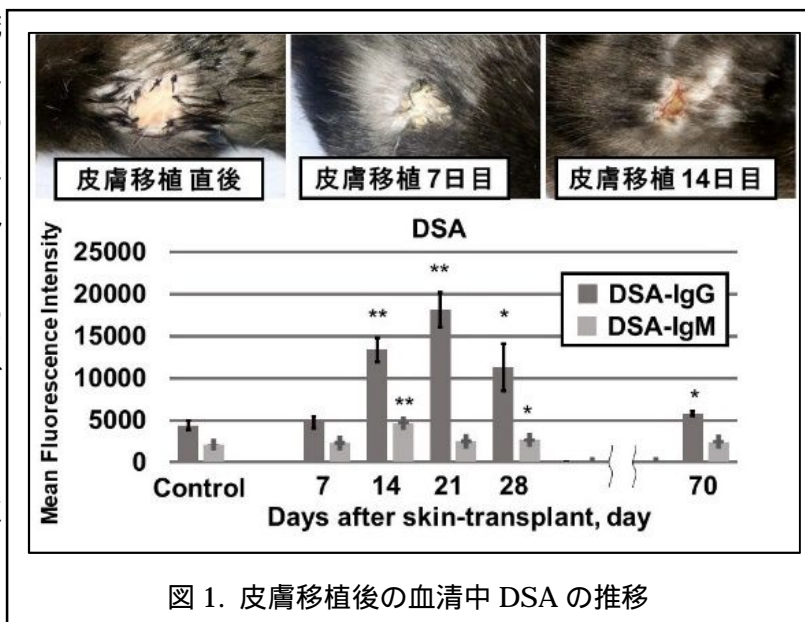 皮膚移植 直後
皮膚移植 7日目
皮膚移植 14日目
DSA
Mean Fluorescence Intensity
25000
20000
15000
10000
5000
0
**
**
*
**
*
*
DSA-IgG
DSA-IgM
Control 7 14 21 28 70
Days after skin-transplant, day
図 1. 皮膚移植後の血清中 DSA の推移